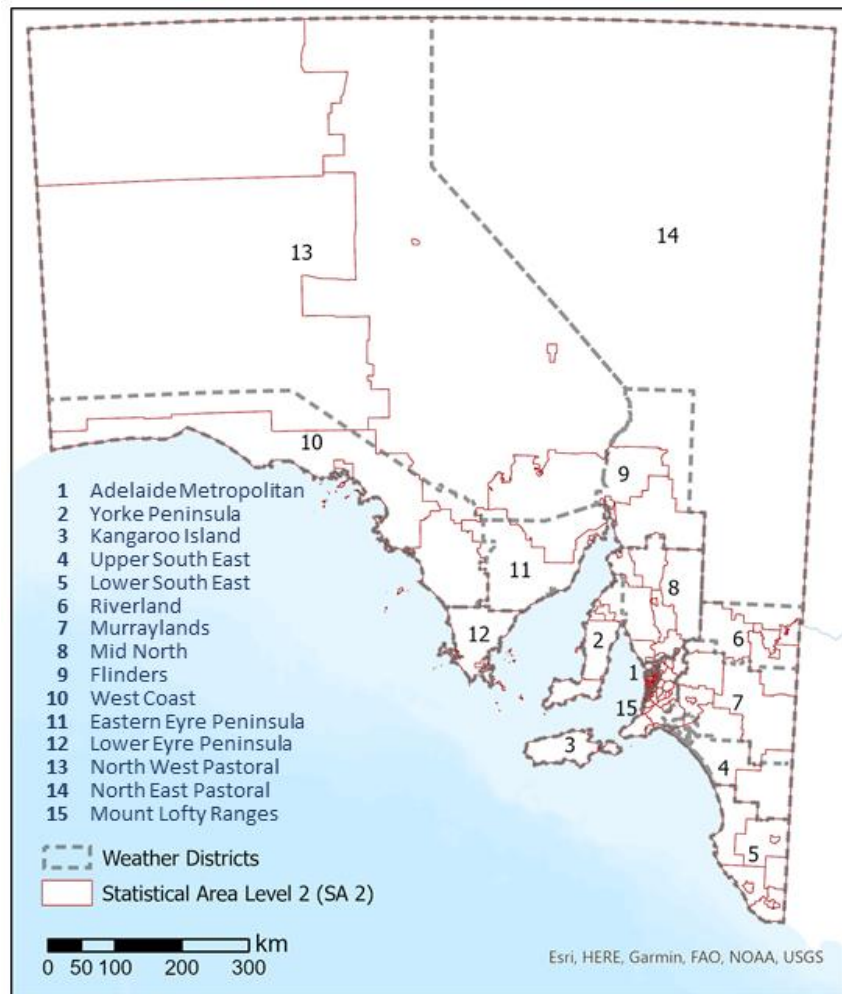 14
13
10
9
11
8
12
2
6
1
7
15
3
4
5
1 Adelaide Metropolitan
2 Yorke Peninsula
3 Kangaroo Island
4 Upper South East
5 Lower South East
6 Riverland
7 Murraylands
8 Mid North
9 Flinders
10 West Coast
11 Eastern Eyre Peninsula
12 Lower Eyre Peninsula
13 North West Pastoral
14 North East Pastoral
15 Mount Lofty Ranges
Weather Districts
Statistical Area Level 2 (SA 2)
km
0 50 100 200 300
Esri, HERE, Garmin, FAO, NOAA, USGS